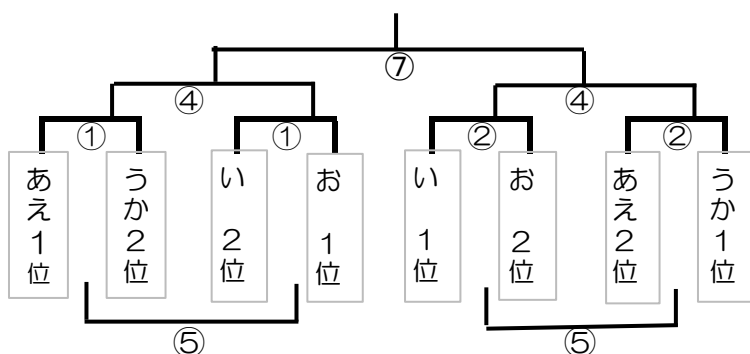 ⑦
④
④
①
①
②
②
あえ1位
うか2位
い 2位
お 1位
い 1位
お 2位
あえ2位
うか1位
⑤
⑤